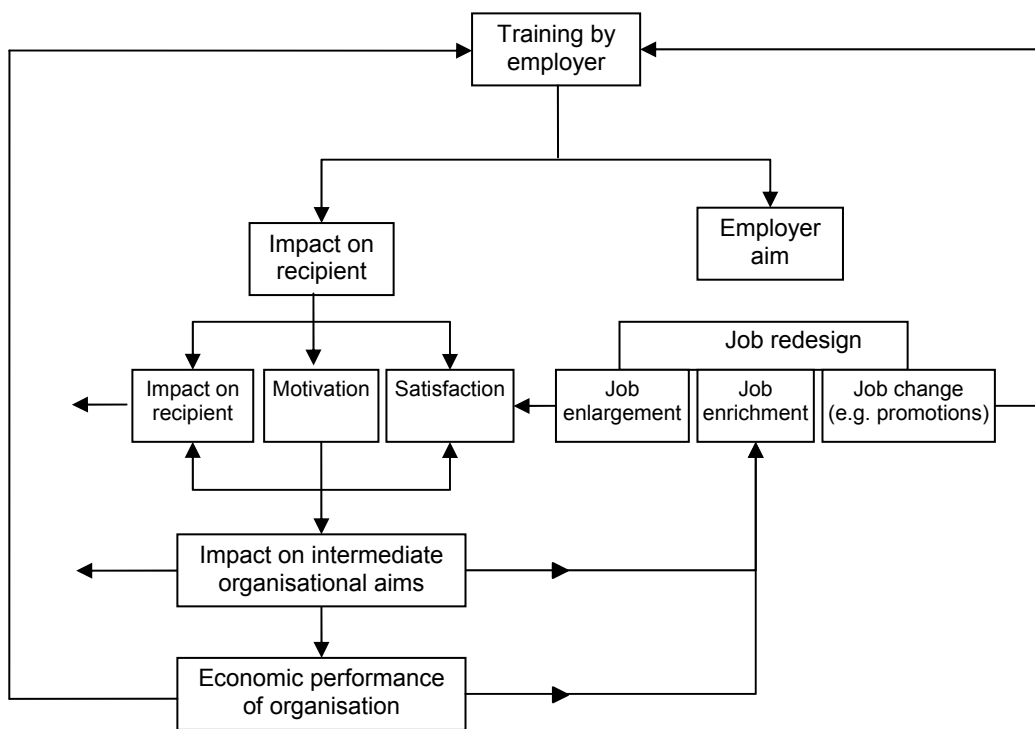 Training by
employer
Impact on
recipient
Employer
aim
Job redesign
Impact on
recipient
Motivation
Satisfaction
Job
enlargement
Job
enrichment
Job change
(e.g. promotions)
Impact on intermediate
organisational aims
Economic performance
of organisation